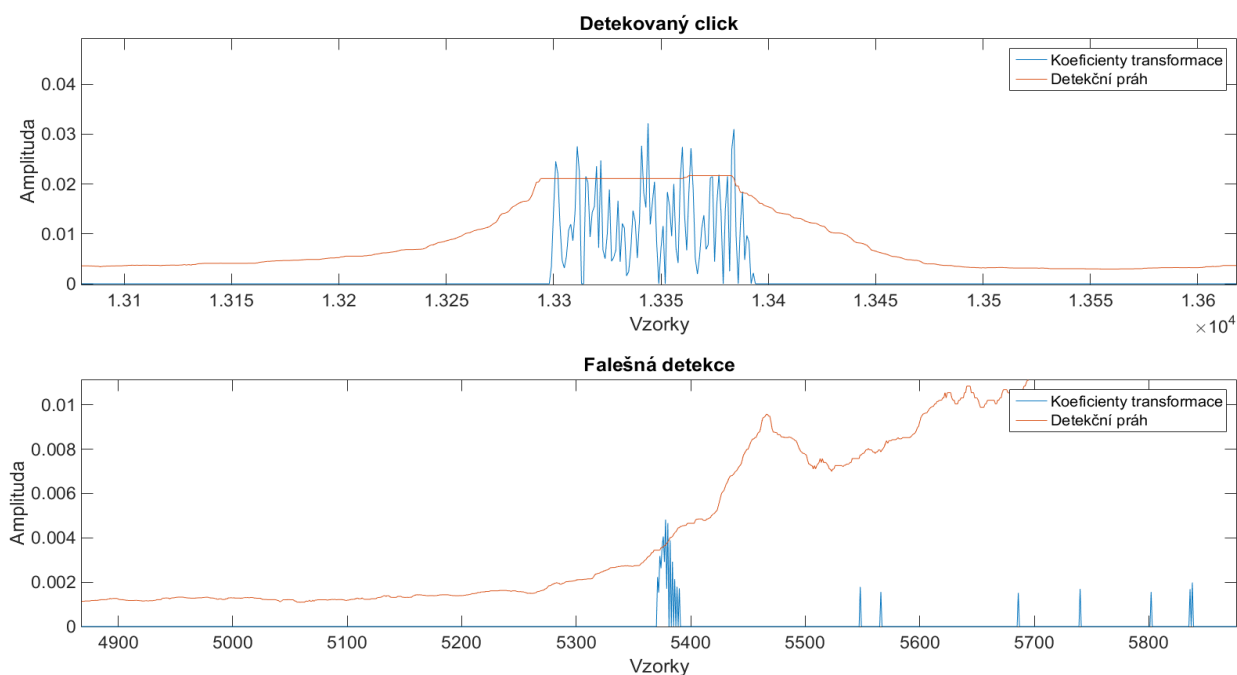 Detekovaný click
Koeficienty transformace
Detekční práh
0.04
0.03
0.02
0.01
0
Amplituda
1.31 1.315 1.32 1.325 1.33 1.335 1.34 1.345 1.35 1.355 1.36
Vzorky
×10⁴
Falešná detekce
Koeficienty transformace
Detekční práh
0.01
0.008
0.006
0.004
0.002
0
Amplituda
4900 5000 5100 5200 5300 5400 5500 5600 5700 5800
Vzorky